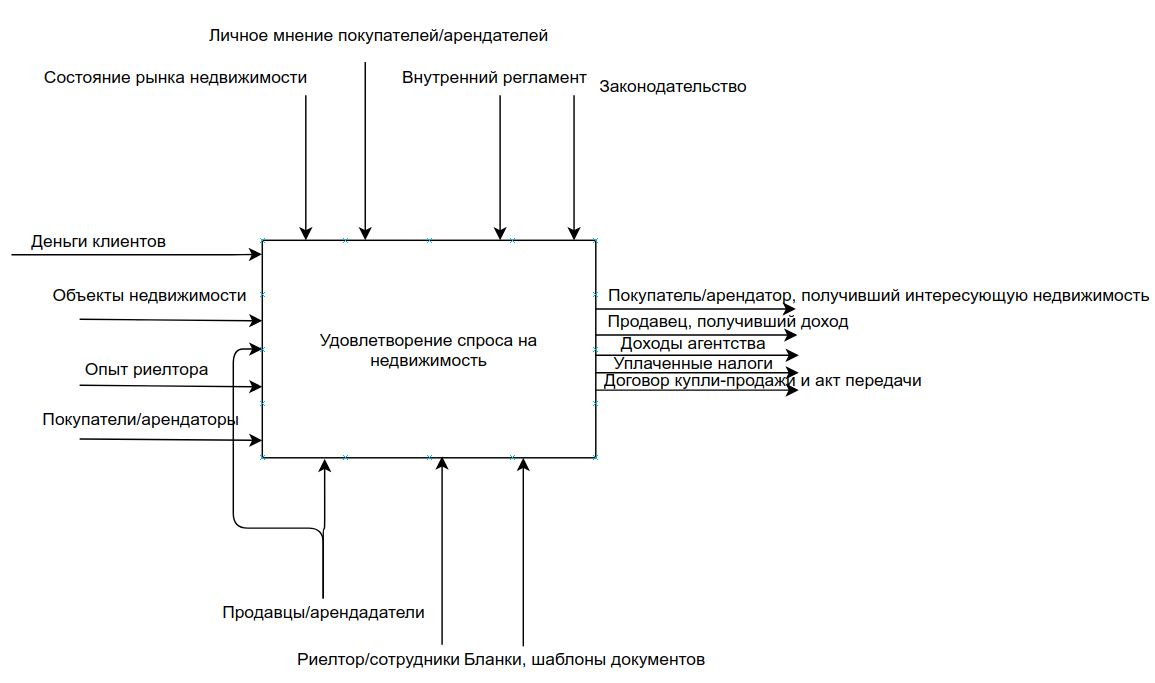 Личное мнение покупателей/арендателей
Состояние рынка недвижимости
Внутренний регламент
Законодательство
Деньги клиентов
Объекты недвижимости
Опыт риелтора
Покупатели/арендаторы
Удовлетворение спроса на
недвижимость
Покупатель/арендатор, получивший интересующую недвижимость
Продавец, получивший доход
Доходы агентства
Уплаченные налоги
Договор купли-продажи и акт передачи
Продавцы/арендадатели
Риелтор/сотрудники
Бланки, шаблоны документов